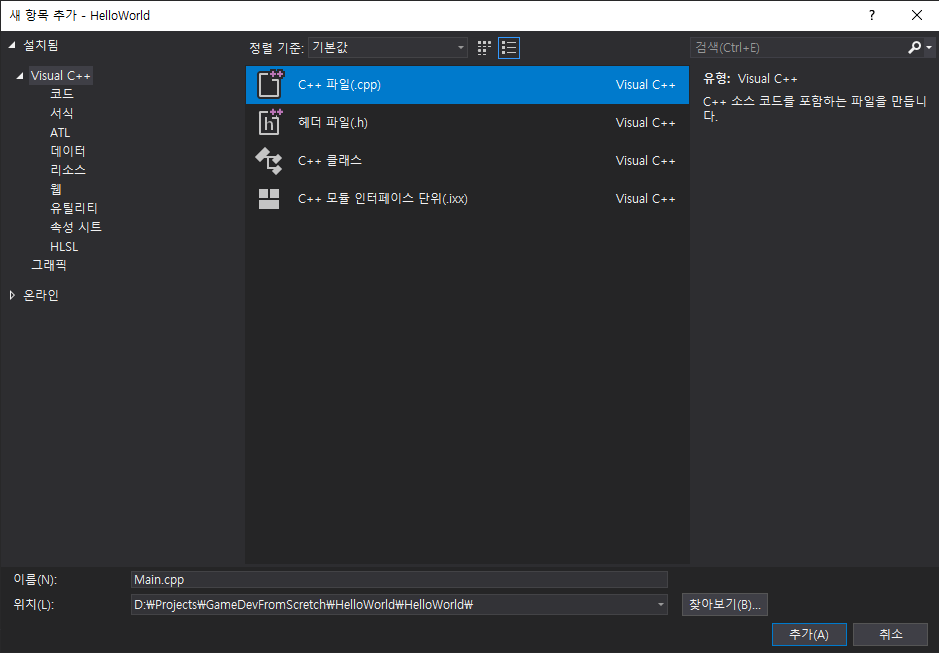 새 항목 추가 - HelloWorld
?
설치됨
정렬 기준: 기본값
검색(Ctrl+E)
Visual C++
코드
서식
ATL
데이터
리소스
웹
유틸리티
속성 시트
HLSL
그래픽
온라인
C++ 파일(.cpp) Visual C++
헤더 파일(.h) Visual C++
C++ 클래스 Visual C++
C++ 모듈 인터페이스 단위(.ixx) Visual C++
유형: Visual C++
C++ 소스 코드를 포함하는 파일을 만듭니
다.
이름(N): Main.cpp
위치(L): D:₩Projects₩GameDevFromScretch₩HelloWorld₩HelloWorld₩
찾아보기(B)...
추가(A) 취소